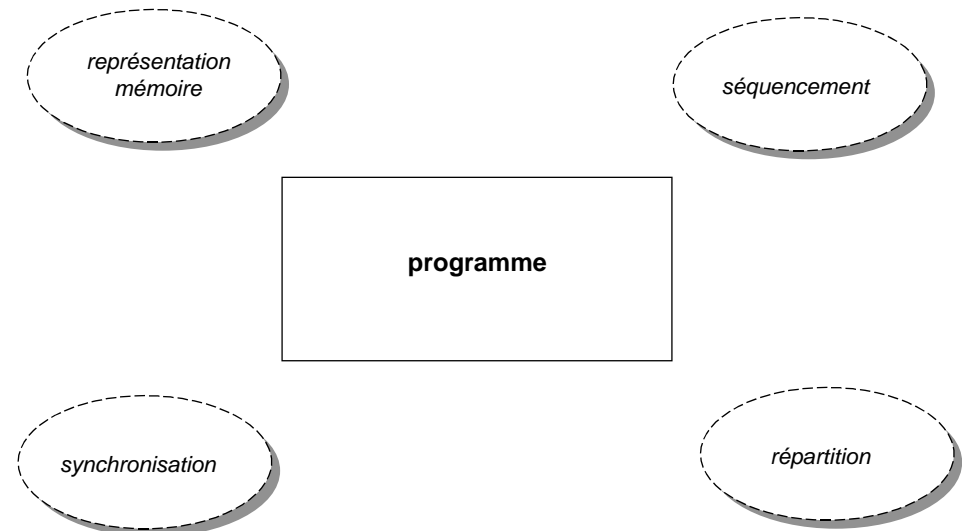 représentation
mémoire
séquencement
programme
synchronisation
répartition